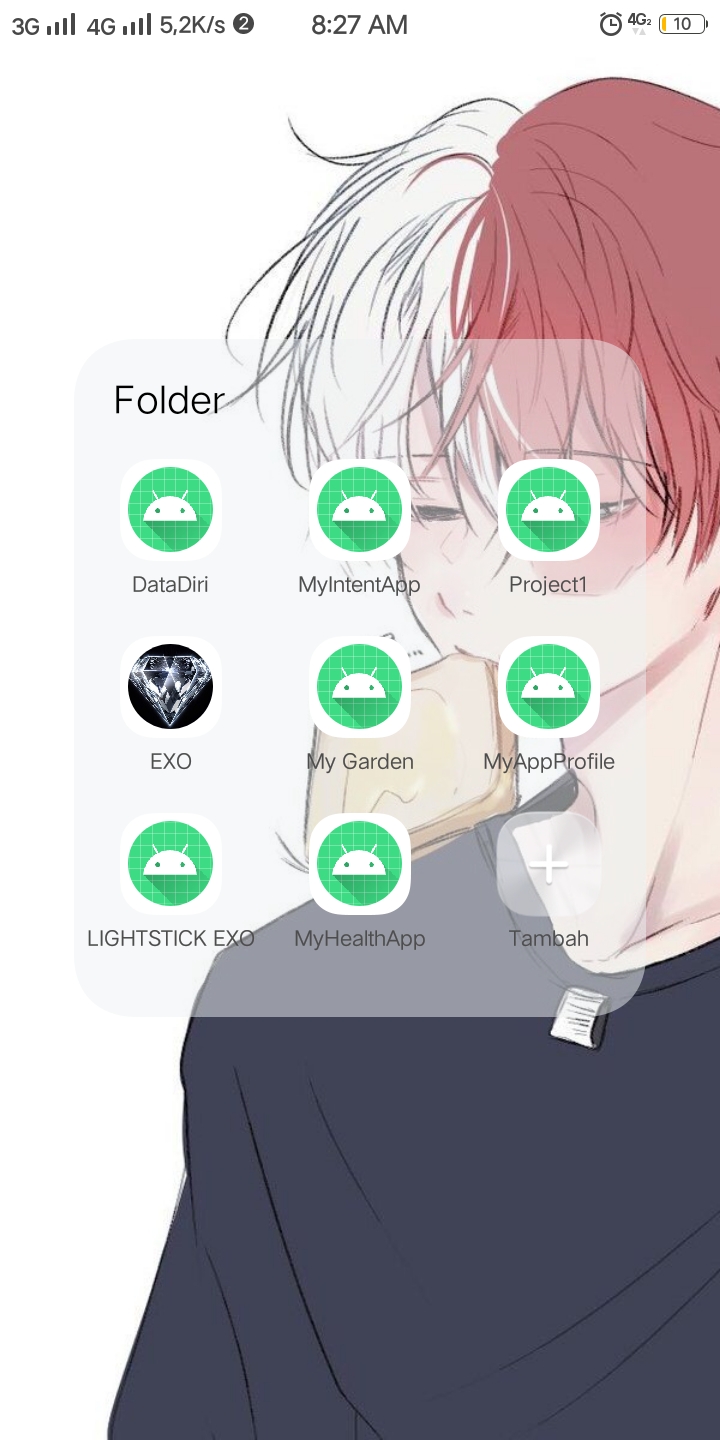 3G 4G 5,2K/s 2 8:27 AM 4G2 10
Folder
DataDiri MyIntentApp Project1
EXO My Garden MyAppProfile
LIGHTSTICK EXO MyHealthApp Tambah